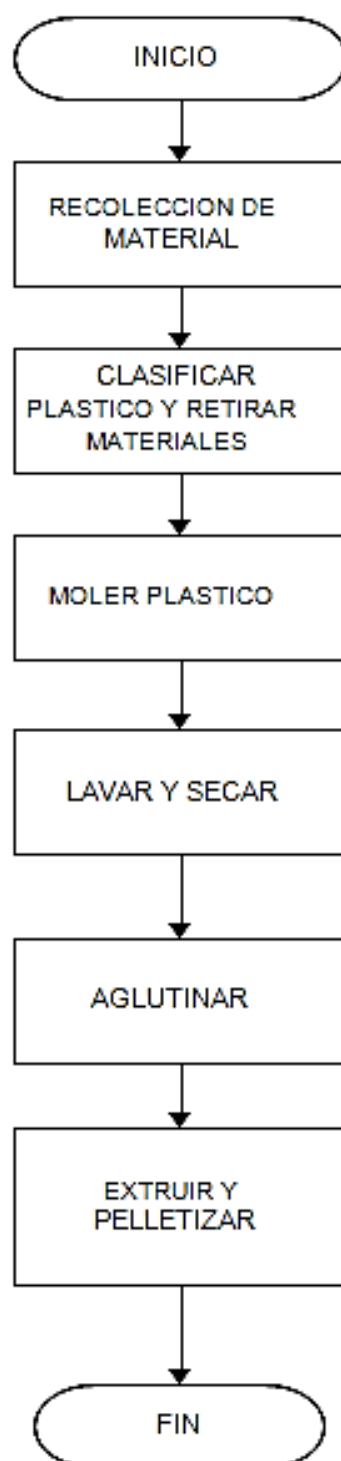 INICIO
RECOLECCION DE
MATERIAL
CLASIFICAR
PLASTICO Y RETIRAR
MATERIALES
MOLER PLASTICO
LAVAR Y SECAR
AGLUTINAR
EXTRUIR Y
PELLETIZAR
FIN